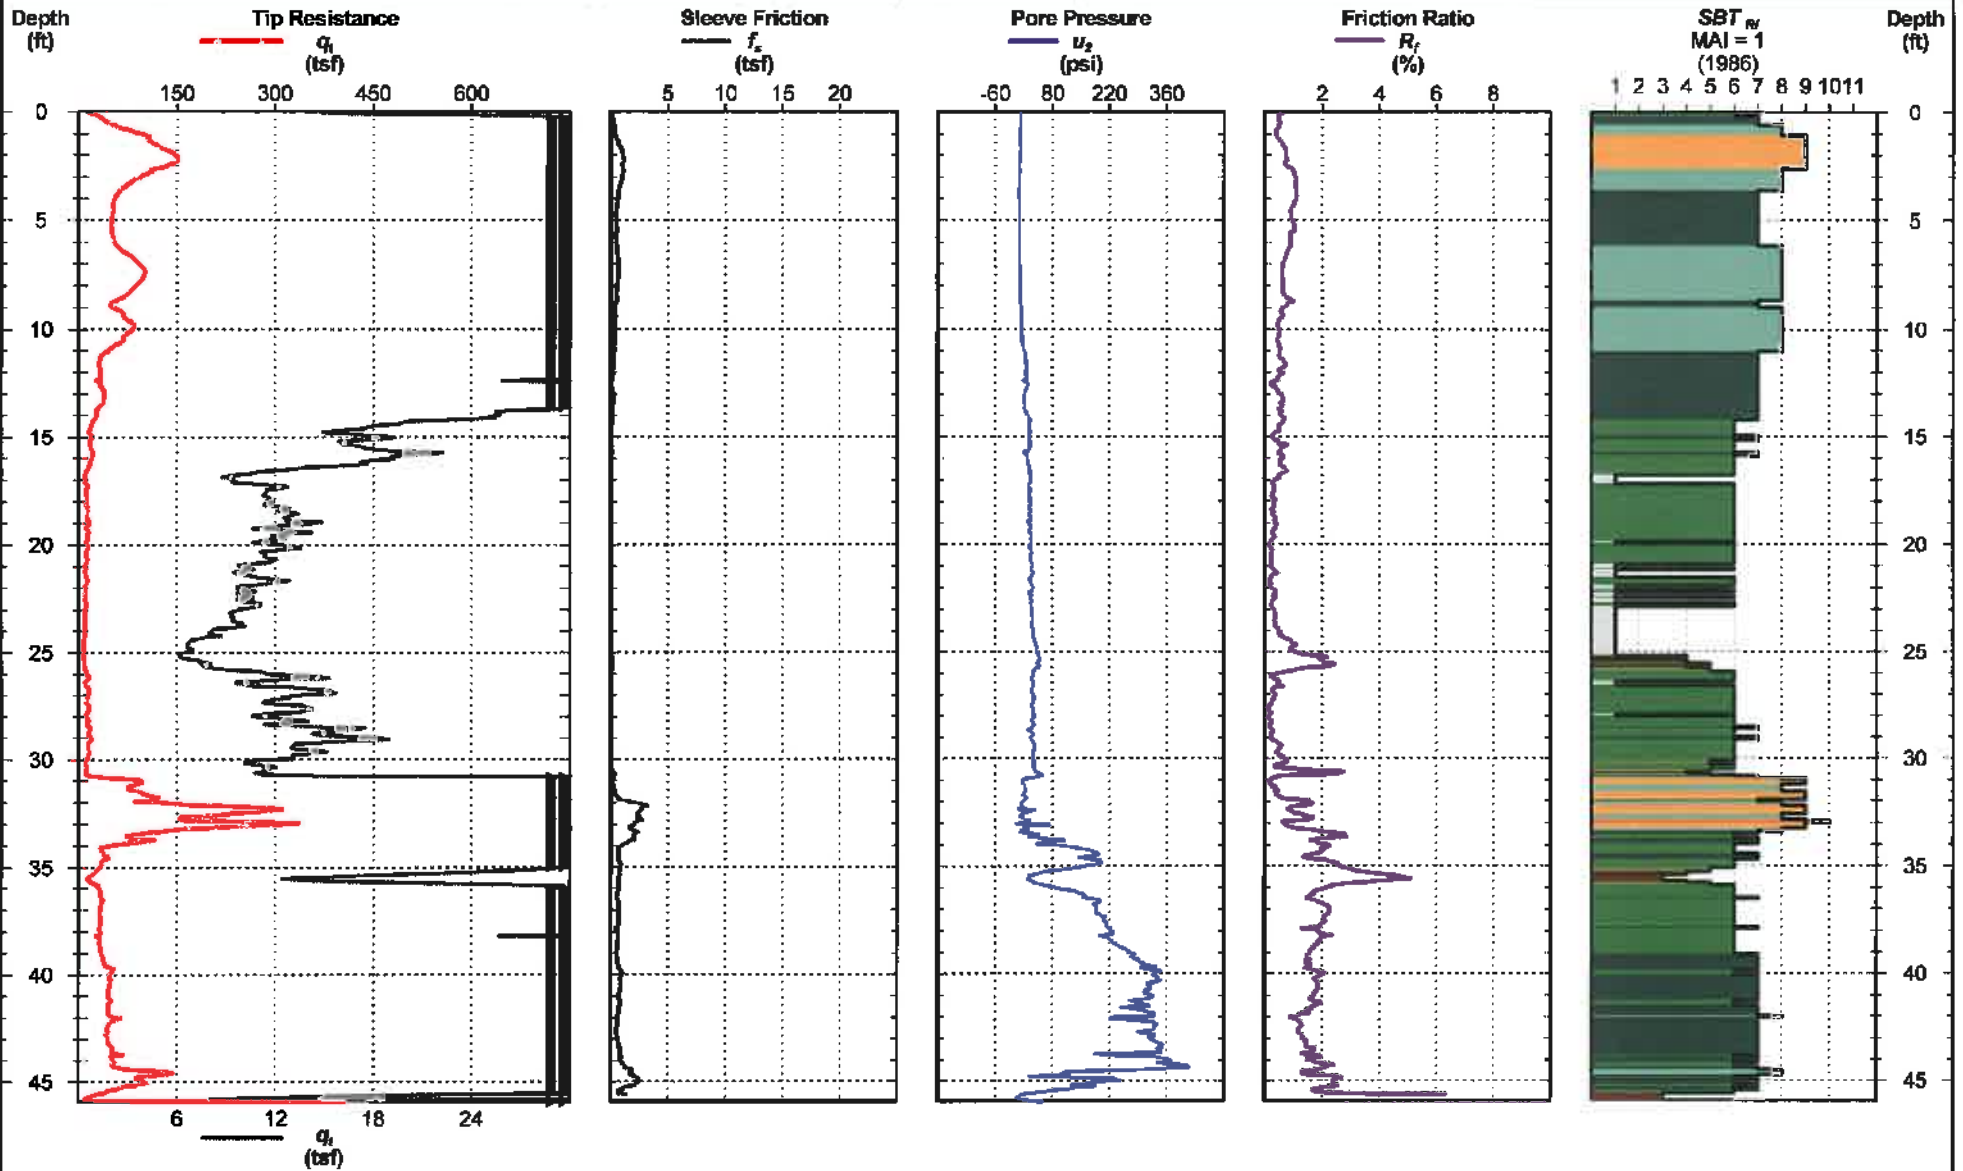 Depth Tip Resistance Sleeve Friction Pore Pressure Friction Ratio SBT Rf Depth
(ft) qt fs u2 Rf MAI = 1 (ft)
(tsf) (tsf) (psi) (%) (1986)
150 300 450 600 5 10 15 20 -60 80 220 360 2 4 6 8 1 2 3 4 5 6 7 8 9 10 11
0 0
5 5
10 10
15 15
20 20
25 25
30 30
35 35
40 40
45 45
6 12 18 24
qt
(tsf)